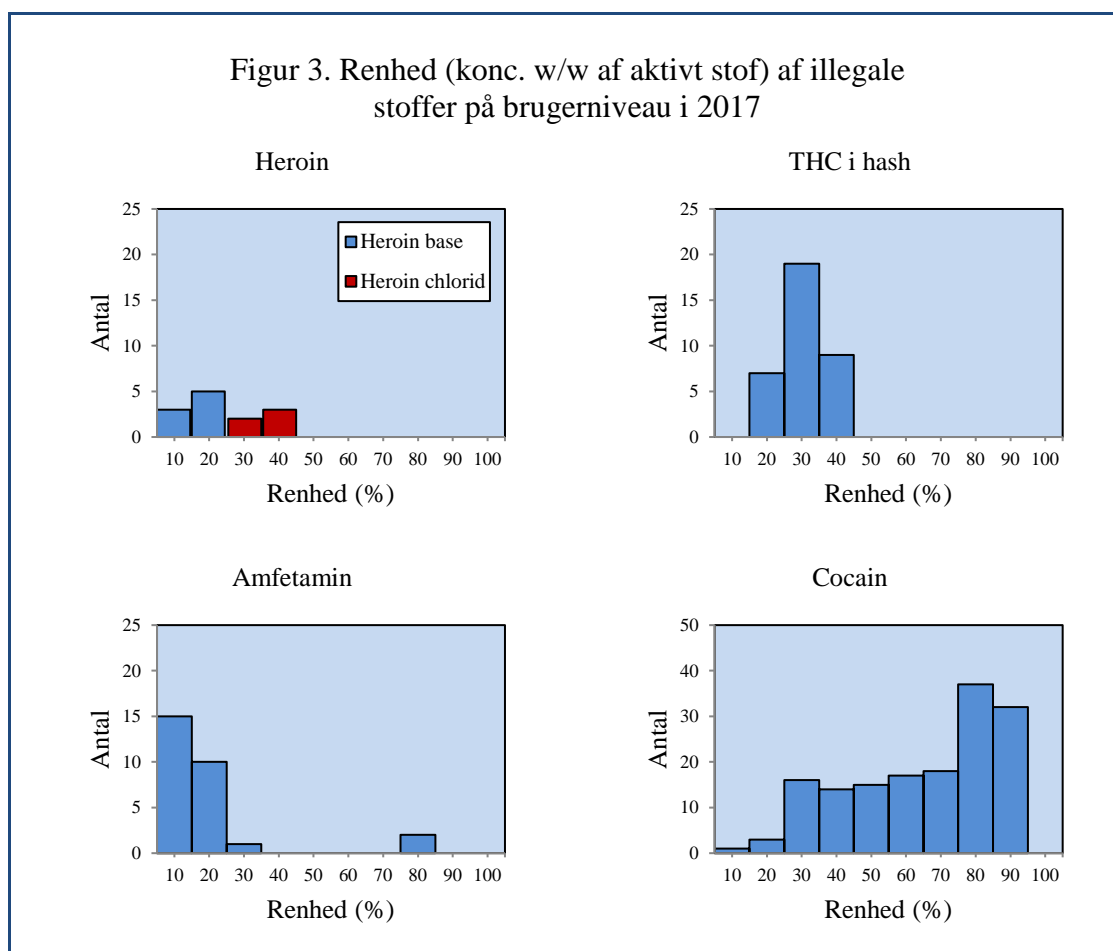 Figur 3. Renhed (konc. w/w af aktivt stof) af illegale
stoffer på brugerniveau i 2017
Heroin
25
20
15
10
5
0
Antal
Heroin base
Heroin chlorid
10 20 30 40 50 60 70 80 90 100
Renhed (%)
THC i hash
25
20
15
10
5
0
Antal
10 20 30 40 50 60 70 80 90 100
Renhed (%)
Amfetamin
25
20
15
10
5
0
Antal
10 20 30 40 50 60 70 80 90 100
Renhed (%)
Cocain
50
40
30
20
10
0
Antal
10 20 30 40 50 60 70 80 90 100
Renhed (%)